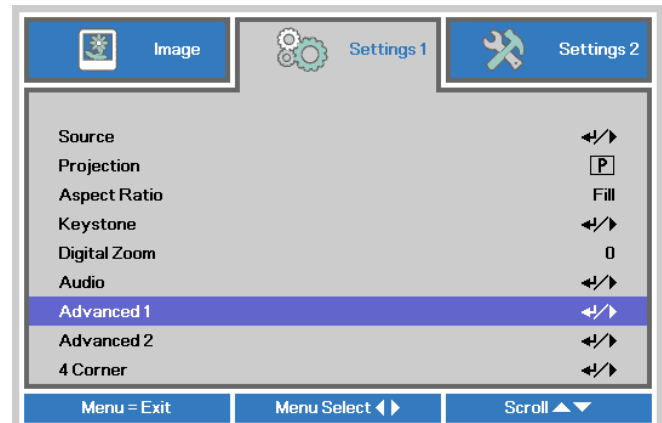 Image Settings 1 Settings 2
Source ↵/▶
Projection P
Aspect Ratio Fill
Keystone ↵/▶
Digital Zoom 0
Audio ↵/▶
Advanced 1 ↵/▶
Advanced 2 ↵/▶
4 Corner ↵/▶
Menu = Exit Menu Select ◀▶ Scroll ▲▼